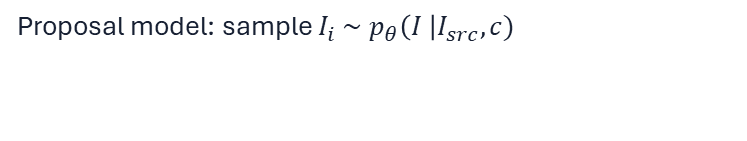 Proposal model: sample I_i ~ p_θ(I |I_src, c)